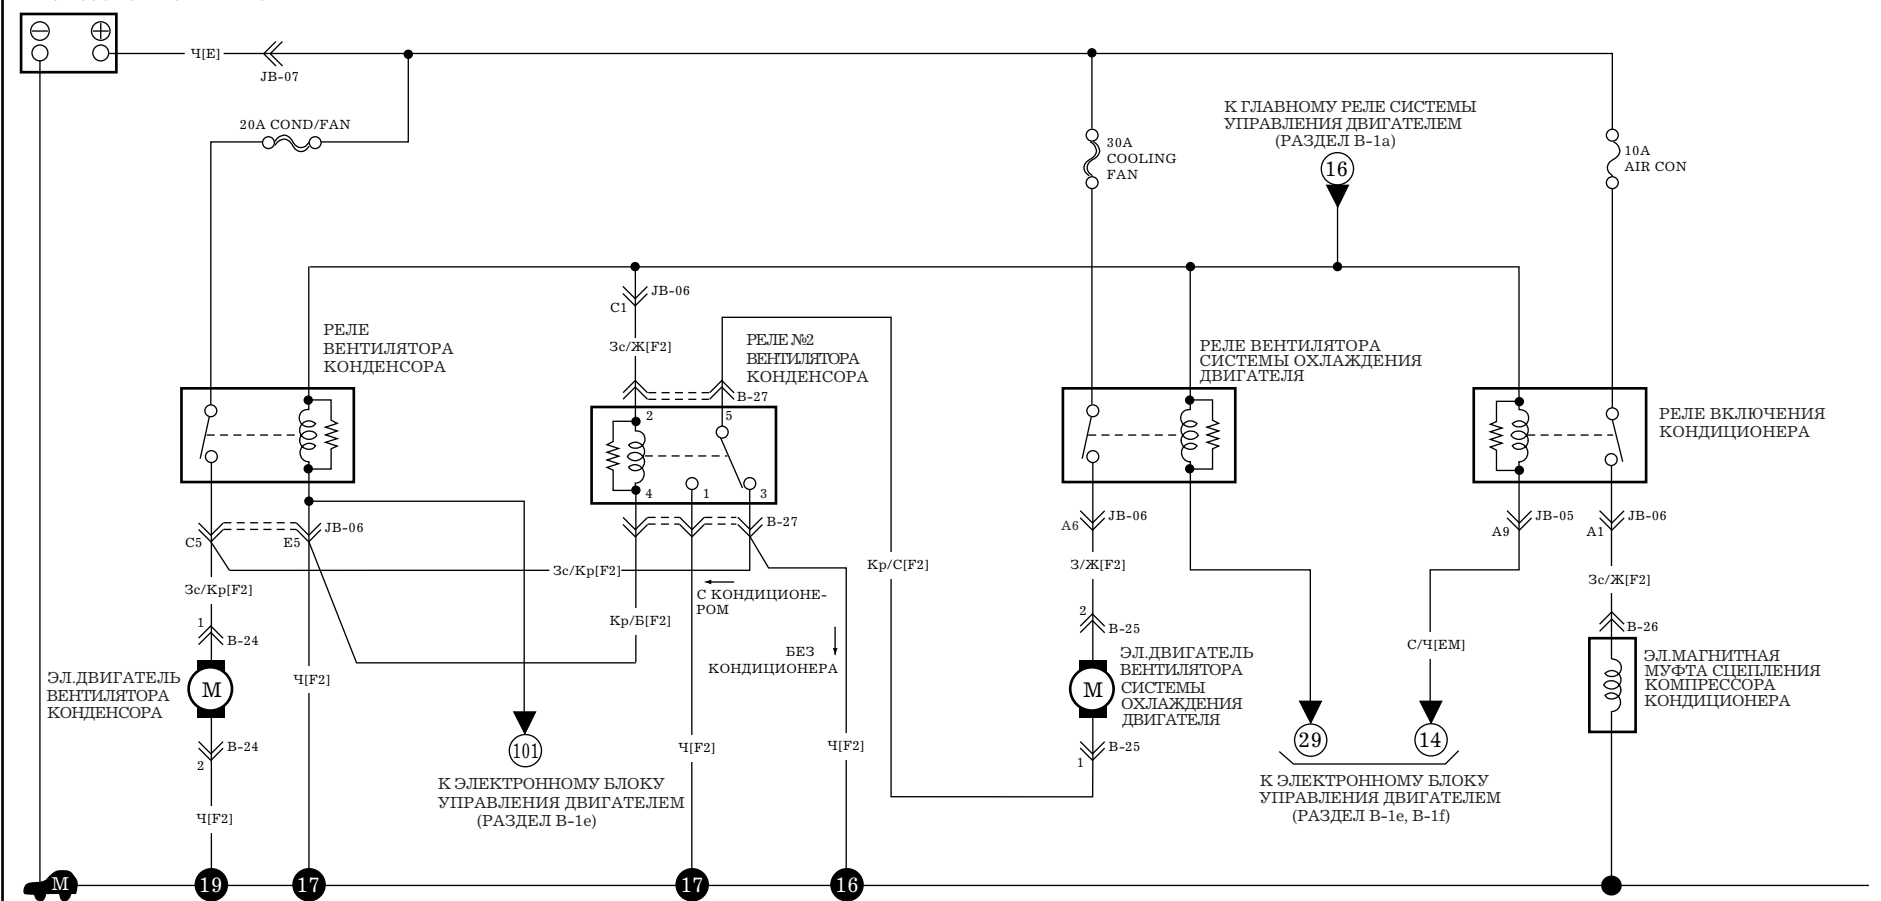 Ч[E]
JB-07
20A COND/FAN
30A
COOLING
FAN
К ГЛАВНОМУ РЕЛЕ СИСТЕМЫ
УПРАВЛЕНИЯ ДВИГАТЕЛЕМ
(РАЗДЕЛ B-1a)
16
10A
AIR CON
C1
JB-06
Зс/Ж[F2]
РЕЛЕ
ВЕНТИЛЯТОРА
КОНДЕНСОРА
РЕЛЕ №2
ВЕНТИЛЯТОРА
КОНДЕНСОРА
B-27
РЕЛЕ ВЕНТИЛЯТОРА
СИСТЕМЫ ОХЛАЖДЕНИЯ
ДВИГАТЕЛЯ
РЕЛЕ ВКЛЮЧЕНИЯ
КОНДИЦИОНЕРА
2
5
4
1
3
C5
E5
JB-06
B-27
A6
JB-06
A9
JB-05
A1
JB-06
Зс/Кр[F2]
Зс/Кр[F2]
Кр/С[F2]
З/Ж[F2]
Зс/Ж[F2]
С КОНДИЦИОНЕ-
РОМ
Кр/Б[F2]
БЕЗ
КОНДИЦИОНЕРА
1
B-24
2
B-25
B-26
С/Ч[EM]
ЭЛ.ДВИГАТЕЛЬ
ВЕНТИЛЯТОРА
КОНДЕНСОРА
M
Ч[F2]
ЭЛ.ДВИГАТЕЛЬ
ВЕНТИЛЯТОРА
СИСТЕМЫ
ОХЛАЖДЕНИЯ
ДВИГАТЕЛЯ
M
ЭЛ.МАГНИТНАЯ
МУФТА СЦЕПЛЕНИЯ
КОМПРЕССОРА
КОНДИЦИОНЕРА
B-24
2
101
Ч[F2]
Ч[F2]
B-25
1
29
14
К ЭЛЕКТРОННОМУ БЛОКУ
УПРАВЛЕНИЯ ДВИГАТЕЛЕМ
(РАЗДЕЛ B-1e)
К ЭЛЕКТРОННОМУ БЛОКУ
УПРАВЛЕНИЯ ДВИГАТЕЛЕМ
(РАЗДЕЛ B-1e, B-1f)
Ч[F2]
M
19
17
17
16